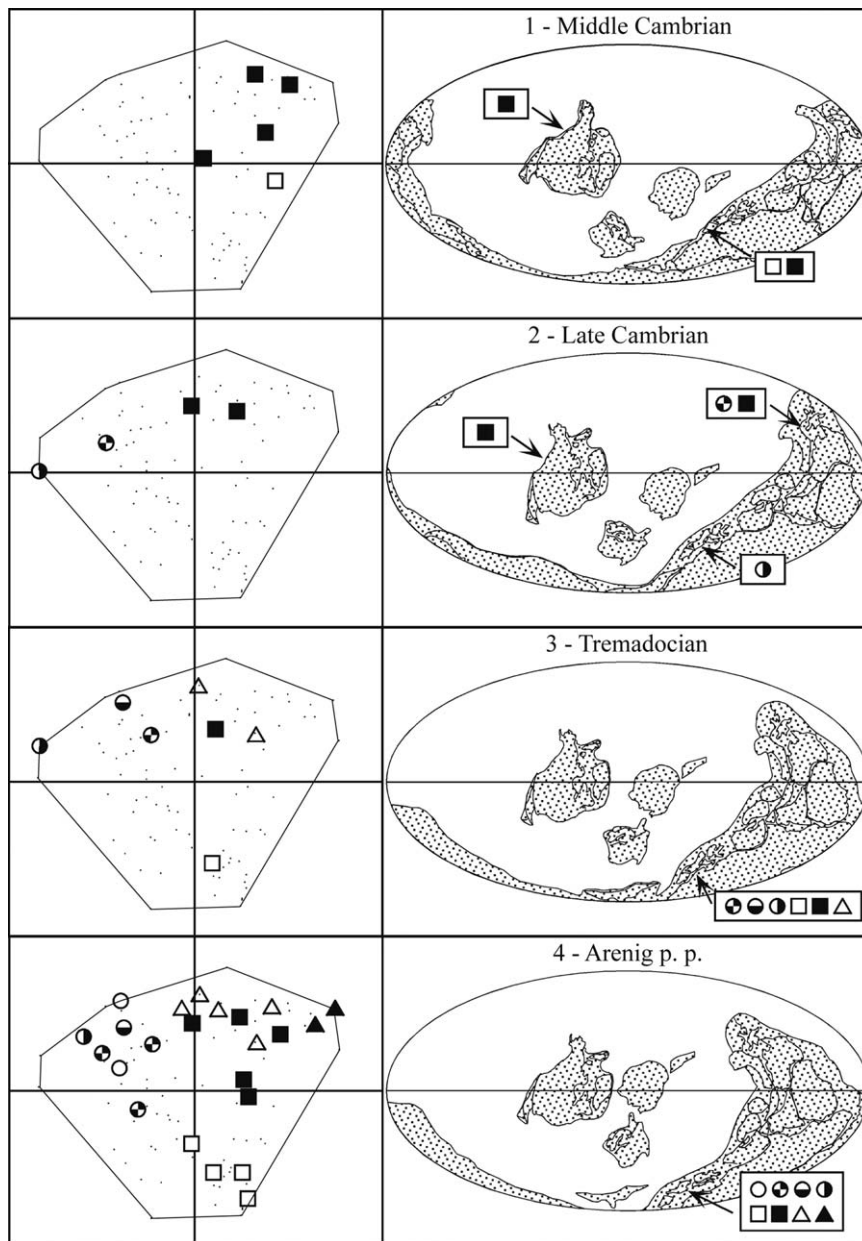 1 - Middle Cambrian
2 - Late Cambrian
3 - Tremadocian
4 - Arenig p. p.